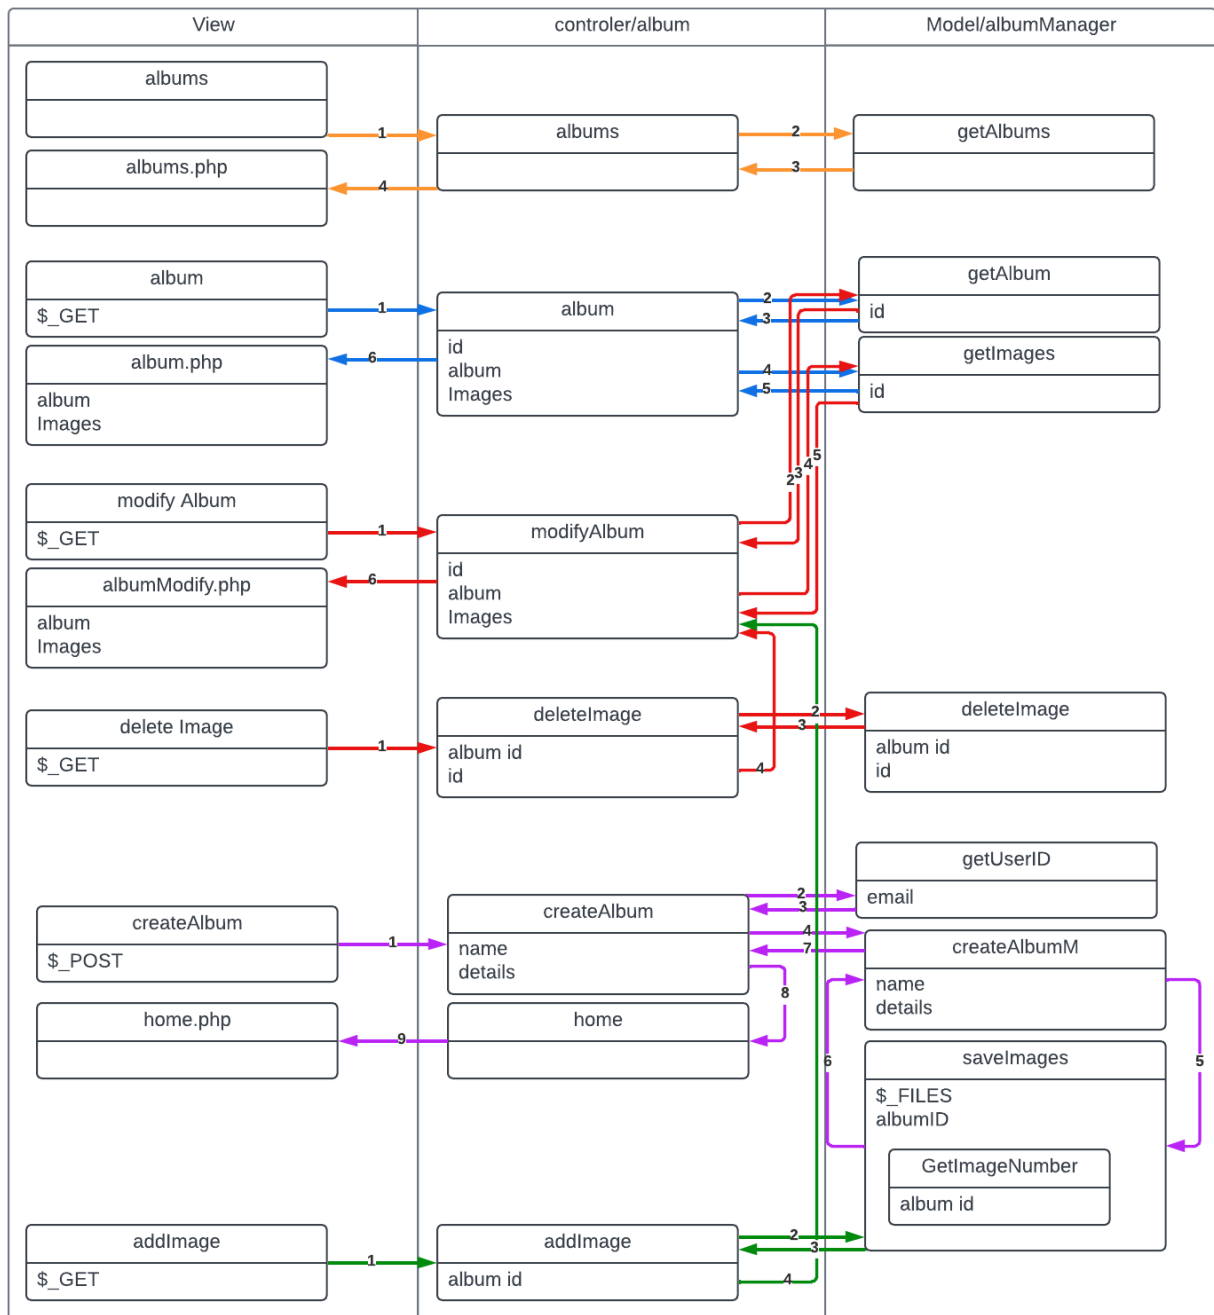 View
controler/album
Model/albumManager
albums
1
albums
2
getAlbums
albums.php
4
3
album
$_GET
1
album
id
album
Images
2
3
getAlbum
id
album.php
album
Images
6
4
5
getImages
id
2
3
4
5
modify Album
$_GET
1
modifyAlbum
id
album
Images
albumModify.php
album
Images
6
delete Image
$_GET
1
deleteImage
album id
id
2
3
4
deleteImage
album id
id
getUserID
email
createAlbum
$_POST
1
createAlbum
name
details
2
3
4
7
createAlbumM
name
details
8
home.php
9
home
6
5
saveImages
$_FILES
albumID
GetImageNumber
album id
addImage
$_GET
1
addImage
album id
2
3
4